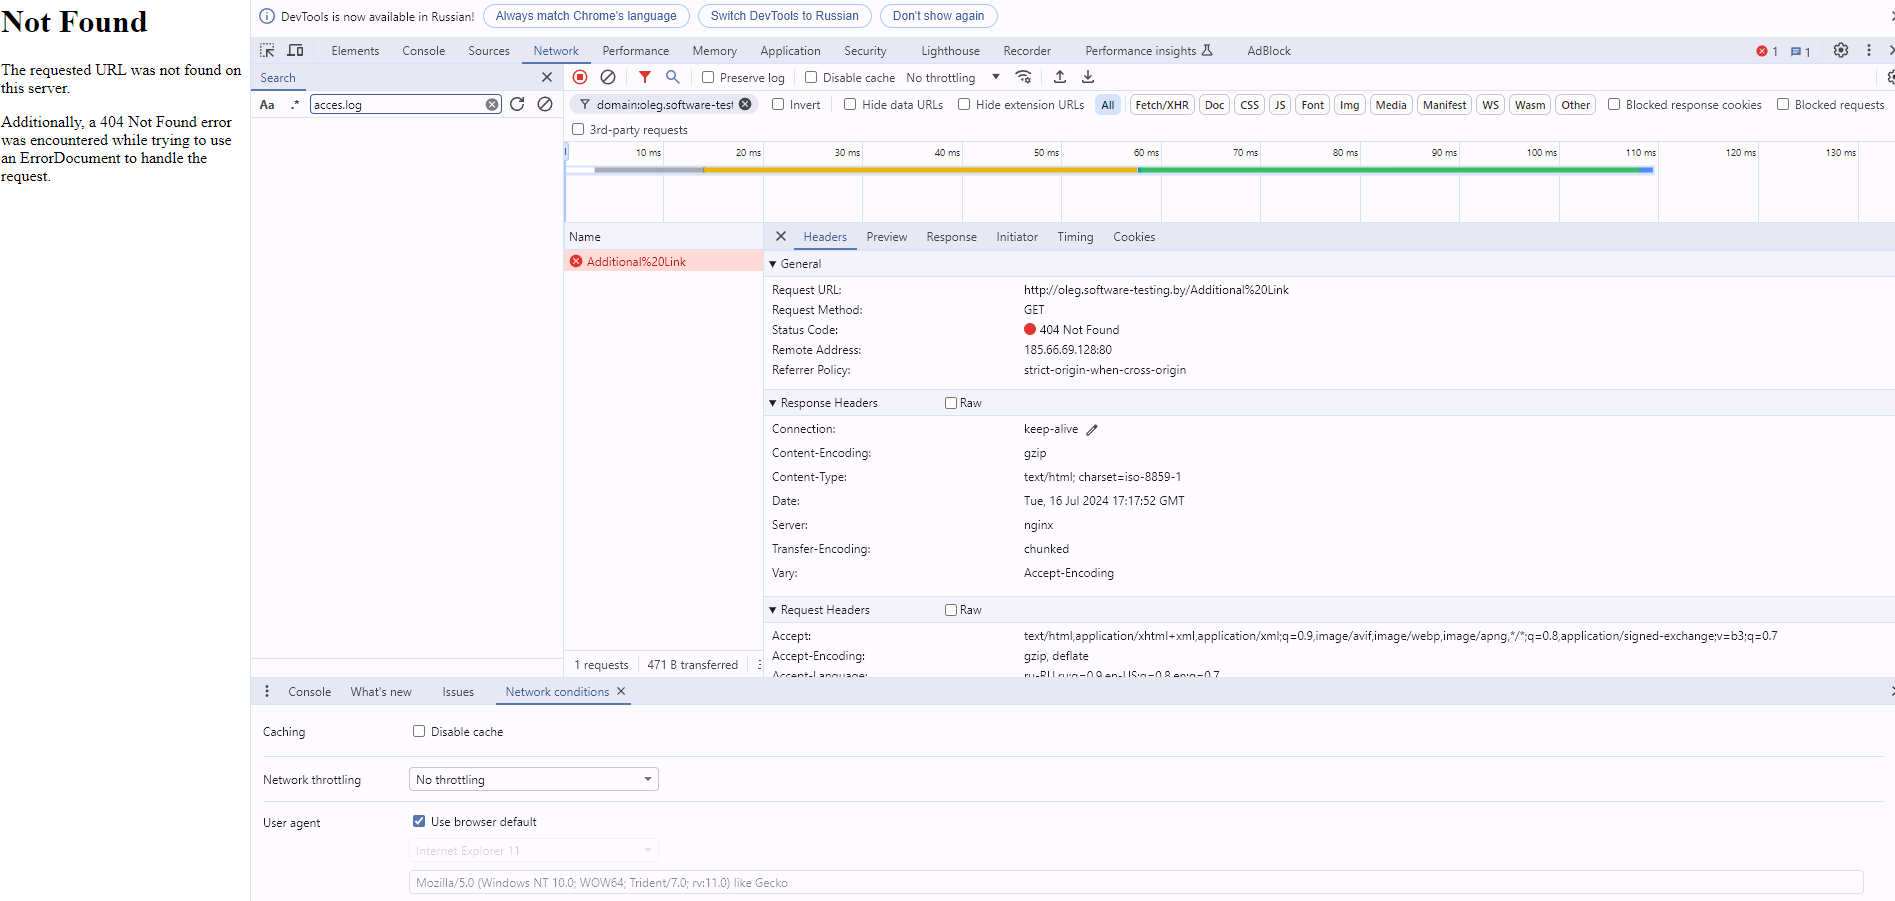 Not Found
The requested URL was not found on
this server.
Additionally, a 404 Not Found error
was encountered while trying to use
an ErrorDocument to handle the
request.
DevTools is now available in Russian! Always match Chrome's language Switch DevTools to Russian Don't show again
Elements Console Sources Network Performance Memory Application Security Lighthouse Recorder Performance insights AdBlock 1 1
Search
Aa .* acces.log
Preserve log Disable cache No throttling
domain:oleg.software-test Invert Hide data URLs Hide extension URLs All Fetch/XHR Doc CSS JS Font Img Media Manifest WS Wasm Other Blocked response cookies Blocked requests
3rd-party requests
10 ms 20 ms 30 ms 40 ms 50 ms 60 ms 70 ms 80 ms 90 ms 100 ms 110 ms 120 ms 130 ms
Name
Additional%20Link
1 requests 471 B transferred
Headers Preview Response Initiator Timing Cookies
General
Request URL: http://oleg.software-testing.by/Additional%20Link
Request Method: GET
Status Code: 404 Not Found
Remote Address: 185.66.69.128:80
Referrer Policy: strict-origin-when-cross-origin
Response Headers Raw
Connection: keep-alive
Content-Encoding: gzip
Content-Type: text/html; charset=iso-8859-1
Date: Tue, 16 Jul 2024 17:17:52 GMT
Server: nginx
Transfer-Encoding: chunked
Vary: Accept-Encoding
Request Headers Raw
Accept: text/html,application/xhtml+xml,application/xml;q=0.9,image/avif,image/webp,image/apng,*/*;q=0.8,application/signed-exchange;v=b3;q=0.7
Accept-Encoding: gzip, deflate
Accept-Language: ru-RU,ru;q=0.9,en-US;q=0.8,en;q=0.7
Console What's new Issues Network conditions
Caching Disable cache
Network throttling No throttling
User agent Use browser default
Internet Explorer 11
Mozilla/5.0 (Windows NT 10.0; WOW64; Trident/7.0; rv:11.0) like Gecko